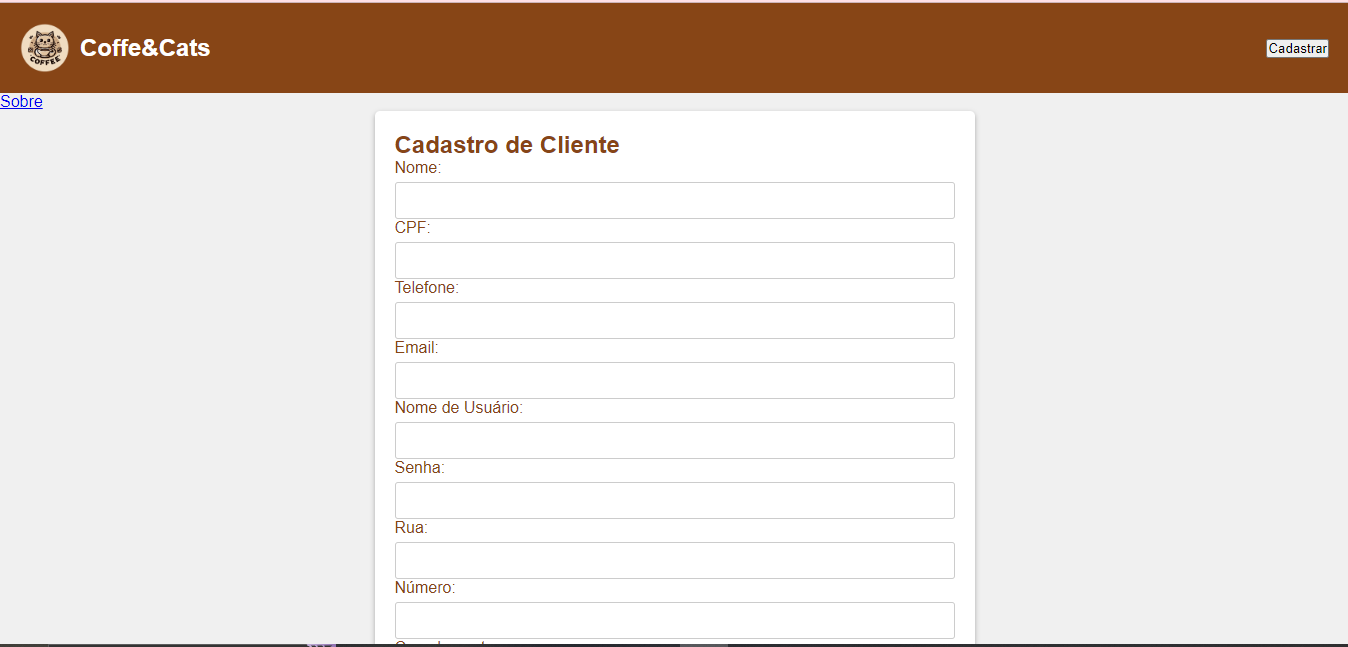 COFFEE
Coffe&Cats
Cadastrar
Sobre
Cadastro de Cliente
Nome:
CPF:
Telefone:
Email:
Nome de Usuário:
Senha:
Rua:
Número: